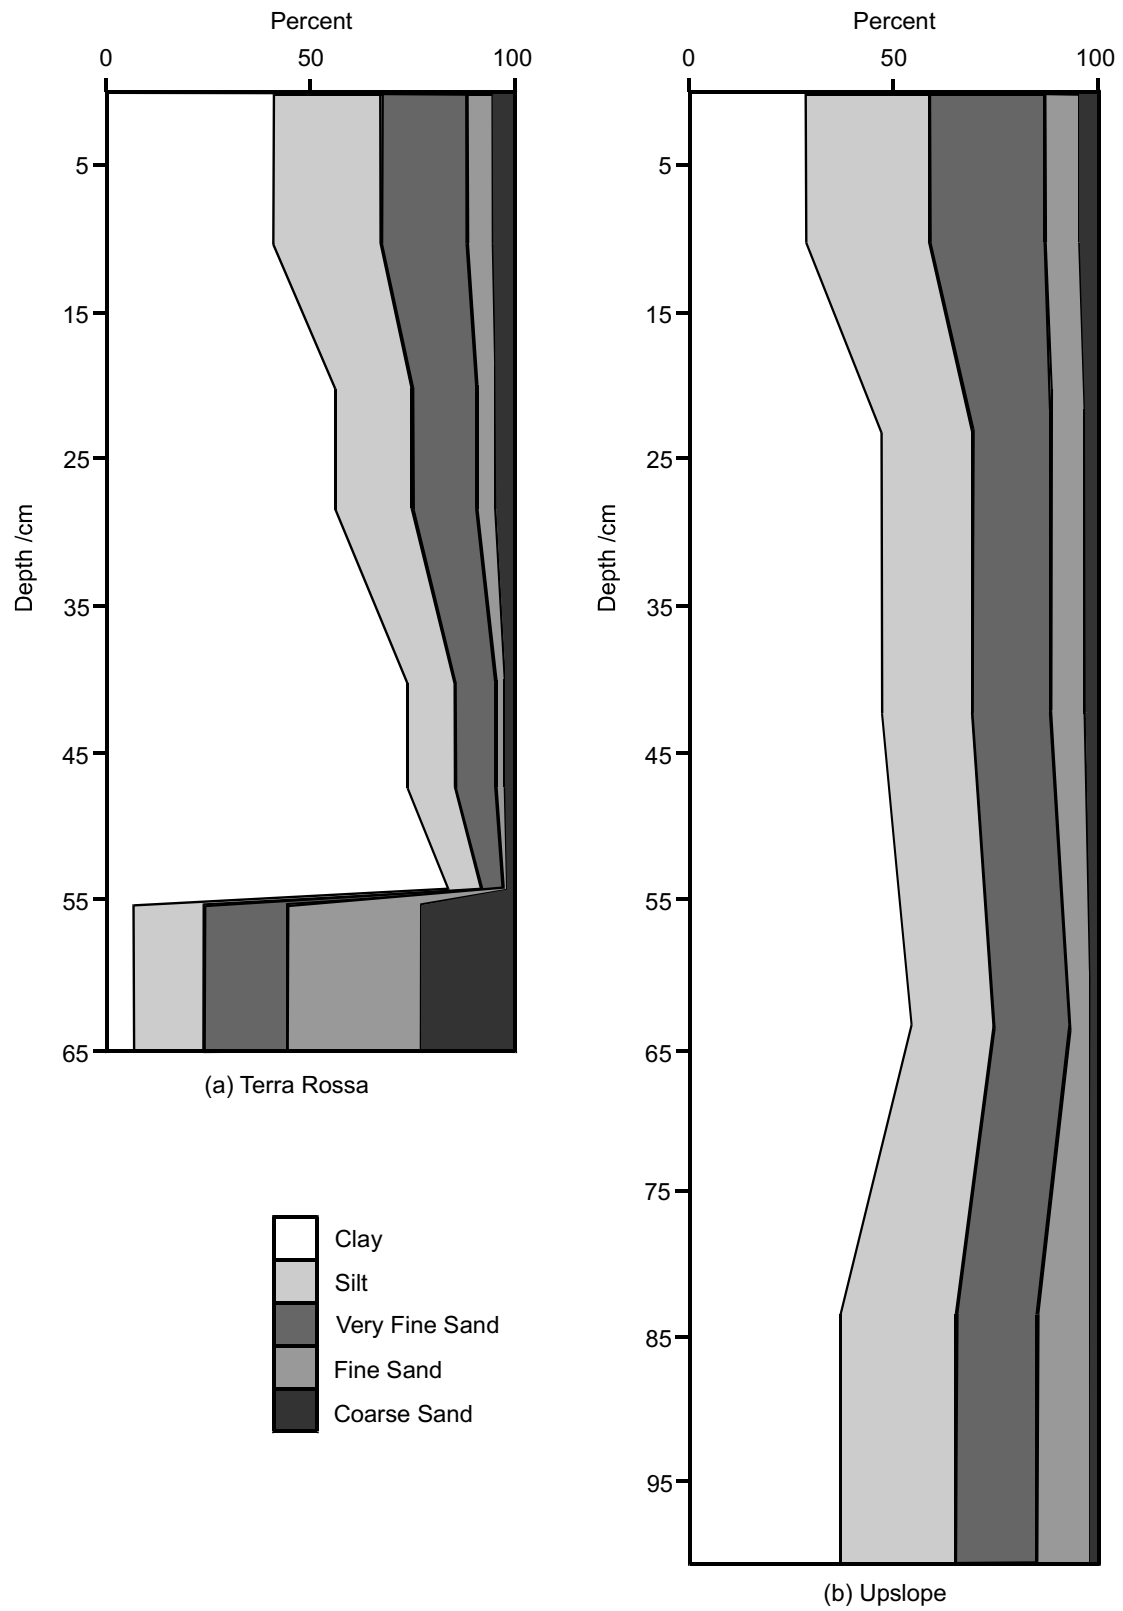 Percent
0 50 100
5
15
25
35
45
55
65
Depth /cm
(a) Terra Rossa
Clay
Silt
Very Fine Sand
Fine Sand
Coarse Sand
Percent
0 50 100
5
15
25
35
45
55
65
75
85
95
Depth /cm
(b) Upslope